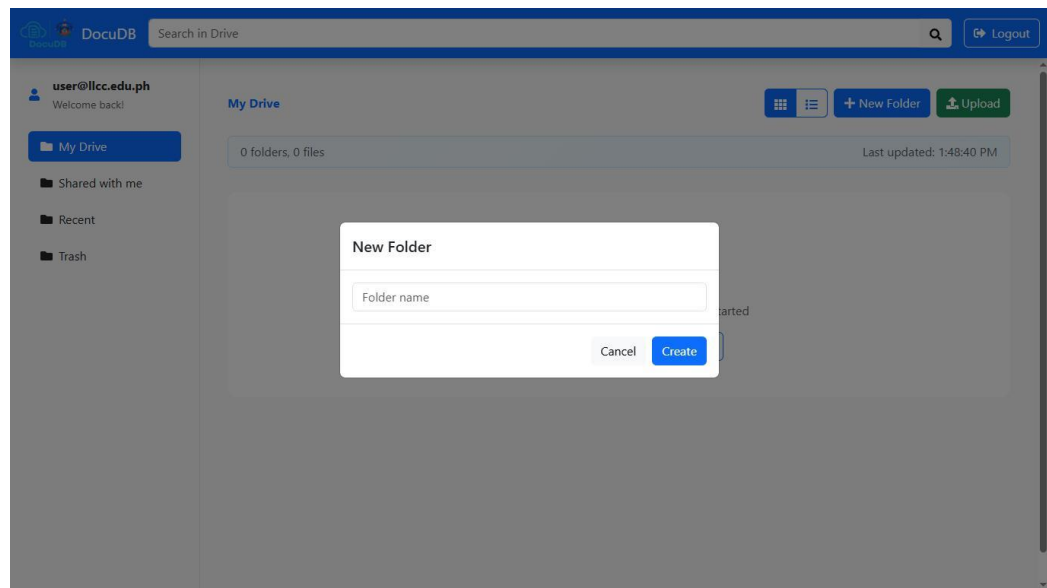 DocuDB
DocuDB
Search in Drive
Logout
user@llcc.edu.ph
Welcome back!
My Drive
New Folder
Upload
My Drive
0 folders, 0 files
Last updated: 1:48:40 PM
Shared with me
Recent
Trash
New Folder
Folder name
Cancel
Create